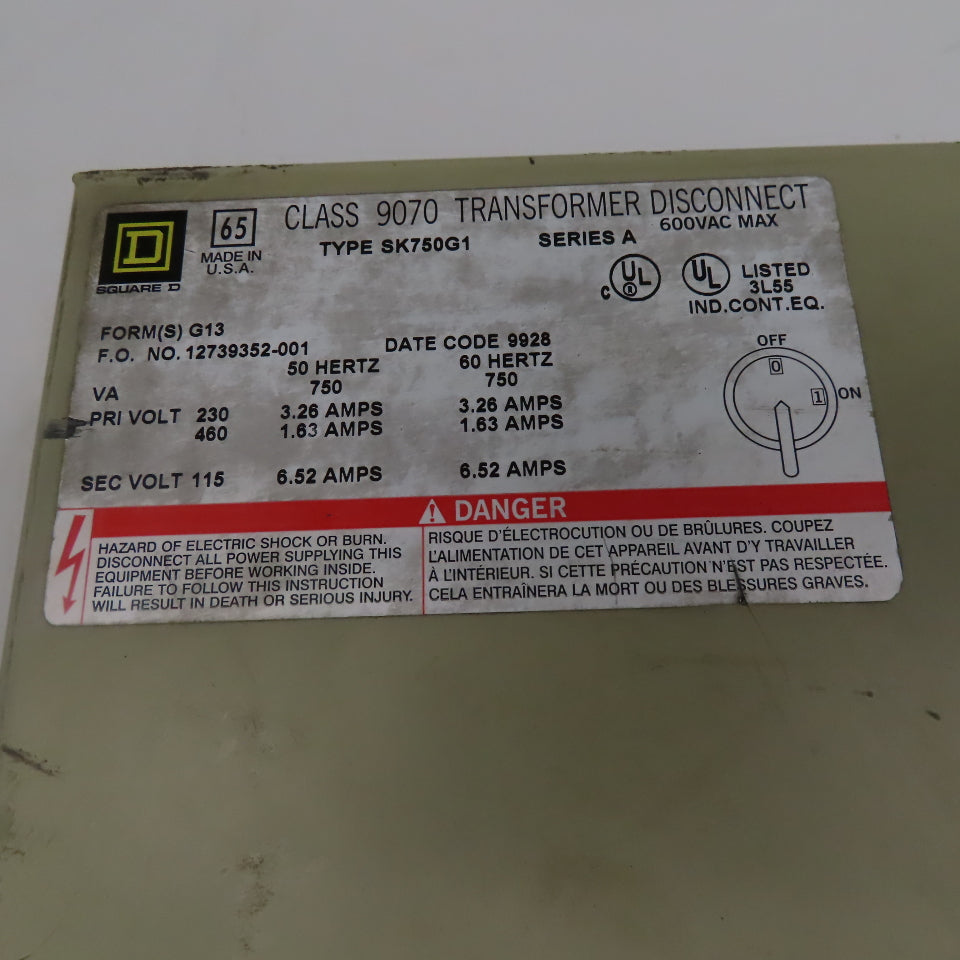 D
SQUARE D
65
MADE IN
U.S.A.
CLASS 9070 TRANSFORMER DISCONNECT
600VAC MAX
TYPE SK750G1 SERIES A
C UL R UL LISTED
3L55
IND.CONT.EQ.
FORM(S) G13
F.O. NO. 12739352-001 DATE CODE 9928
50 HERTZ 60 HERTZ
VA 750 750
PRI VOLT 230 3.26 AMPS 3.26 AMPS
460 1.63 AMPS 1.63 AMPS
SEC VOLT 115 6.52 AMPS 6.52 AMPS
OFF
0
1 ON
DANGER
HAZARD OF ELECTRIC SHOCK OR BURN.
DISCONNECT ALL POWER SUPPLYING THIS
EQUIPMENT BEFORE WORKING INSIDE.
FAILURE TO FOLLOW THIS INSTRUCTION
WILL RESULT IN DEATH OR SERIOUS INJURY.
RISQUE D'ÉLECTROCUTION OU DE BRÛLURES. COUPEZ
L'ALIMENTATION DE CET APPAREIL AVANT D'Y TRAVAILLER
À L'INTÉRIEUR. SI CETTE PRÉCAUTION N'EST PAS RESPECTÉE.
CELA ENTRAÎNERA LA MORT OU DES BLESSURES GRAVES.